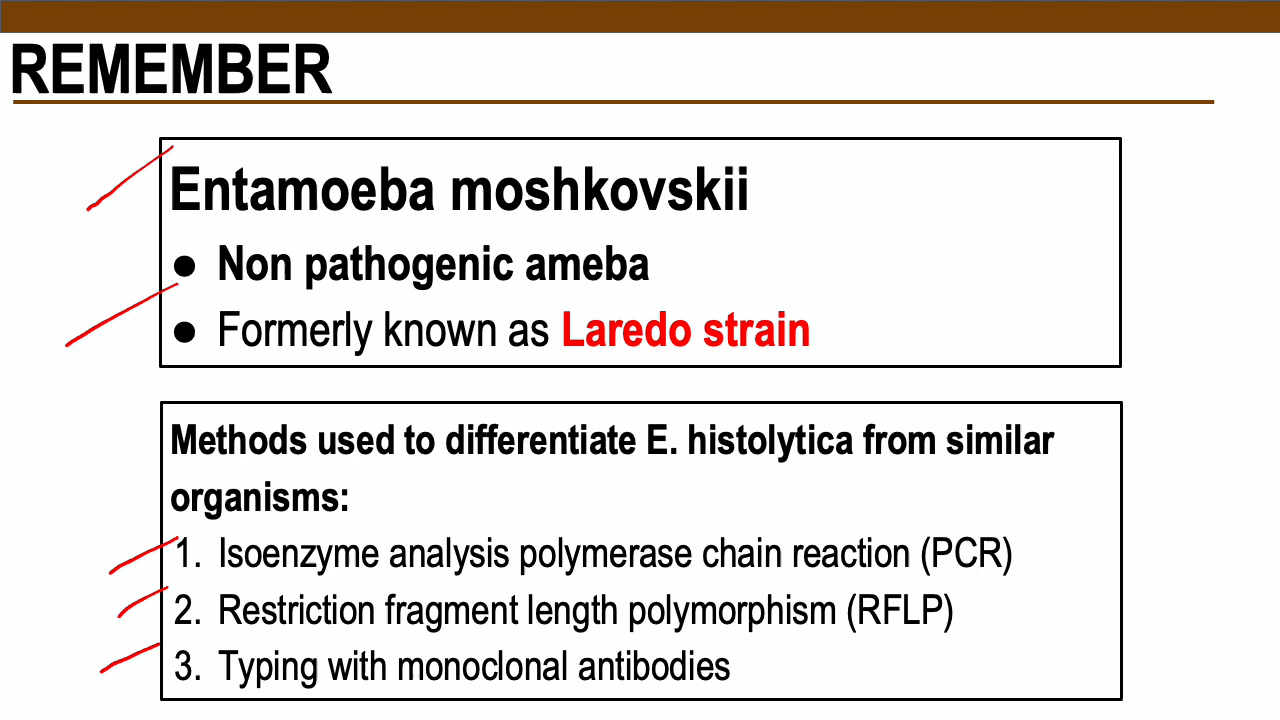 REMEMBER
Entamoeba moshkovskii
● Non pathogenic ameba
● Formerly known as Laredo strain
Methods used to differentiate E. histolytica from similar
organisms:
1. Isoenzyme analysis polymerase chain reaction (PCR)
2. Restriction fragment length polymorphism (RFLP)
3. Typing with monoclonal antibodies